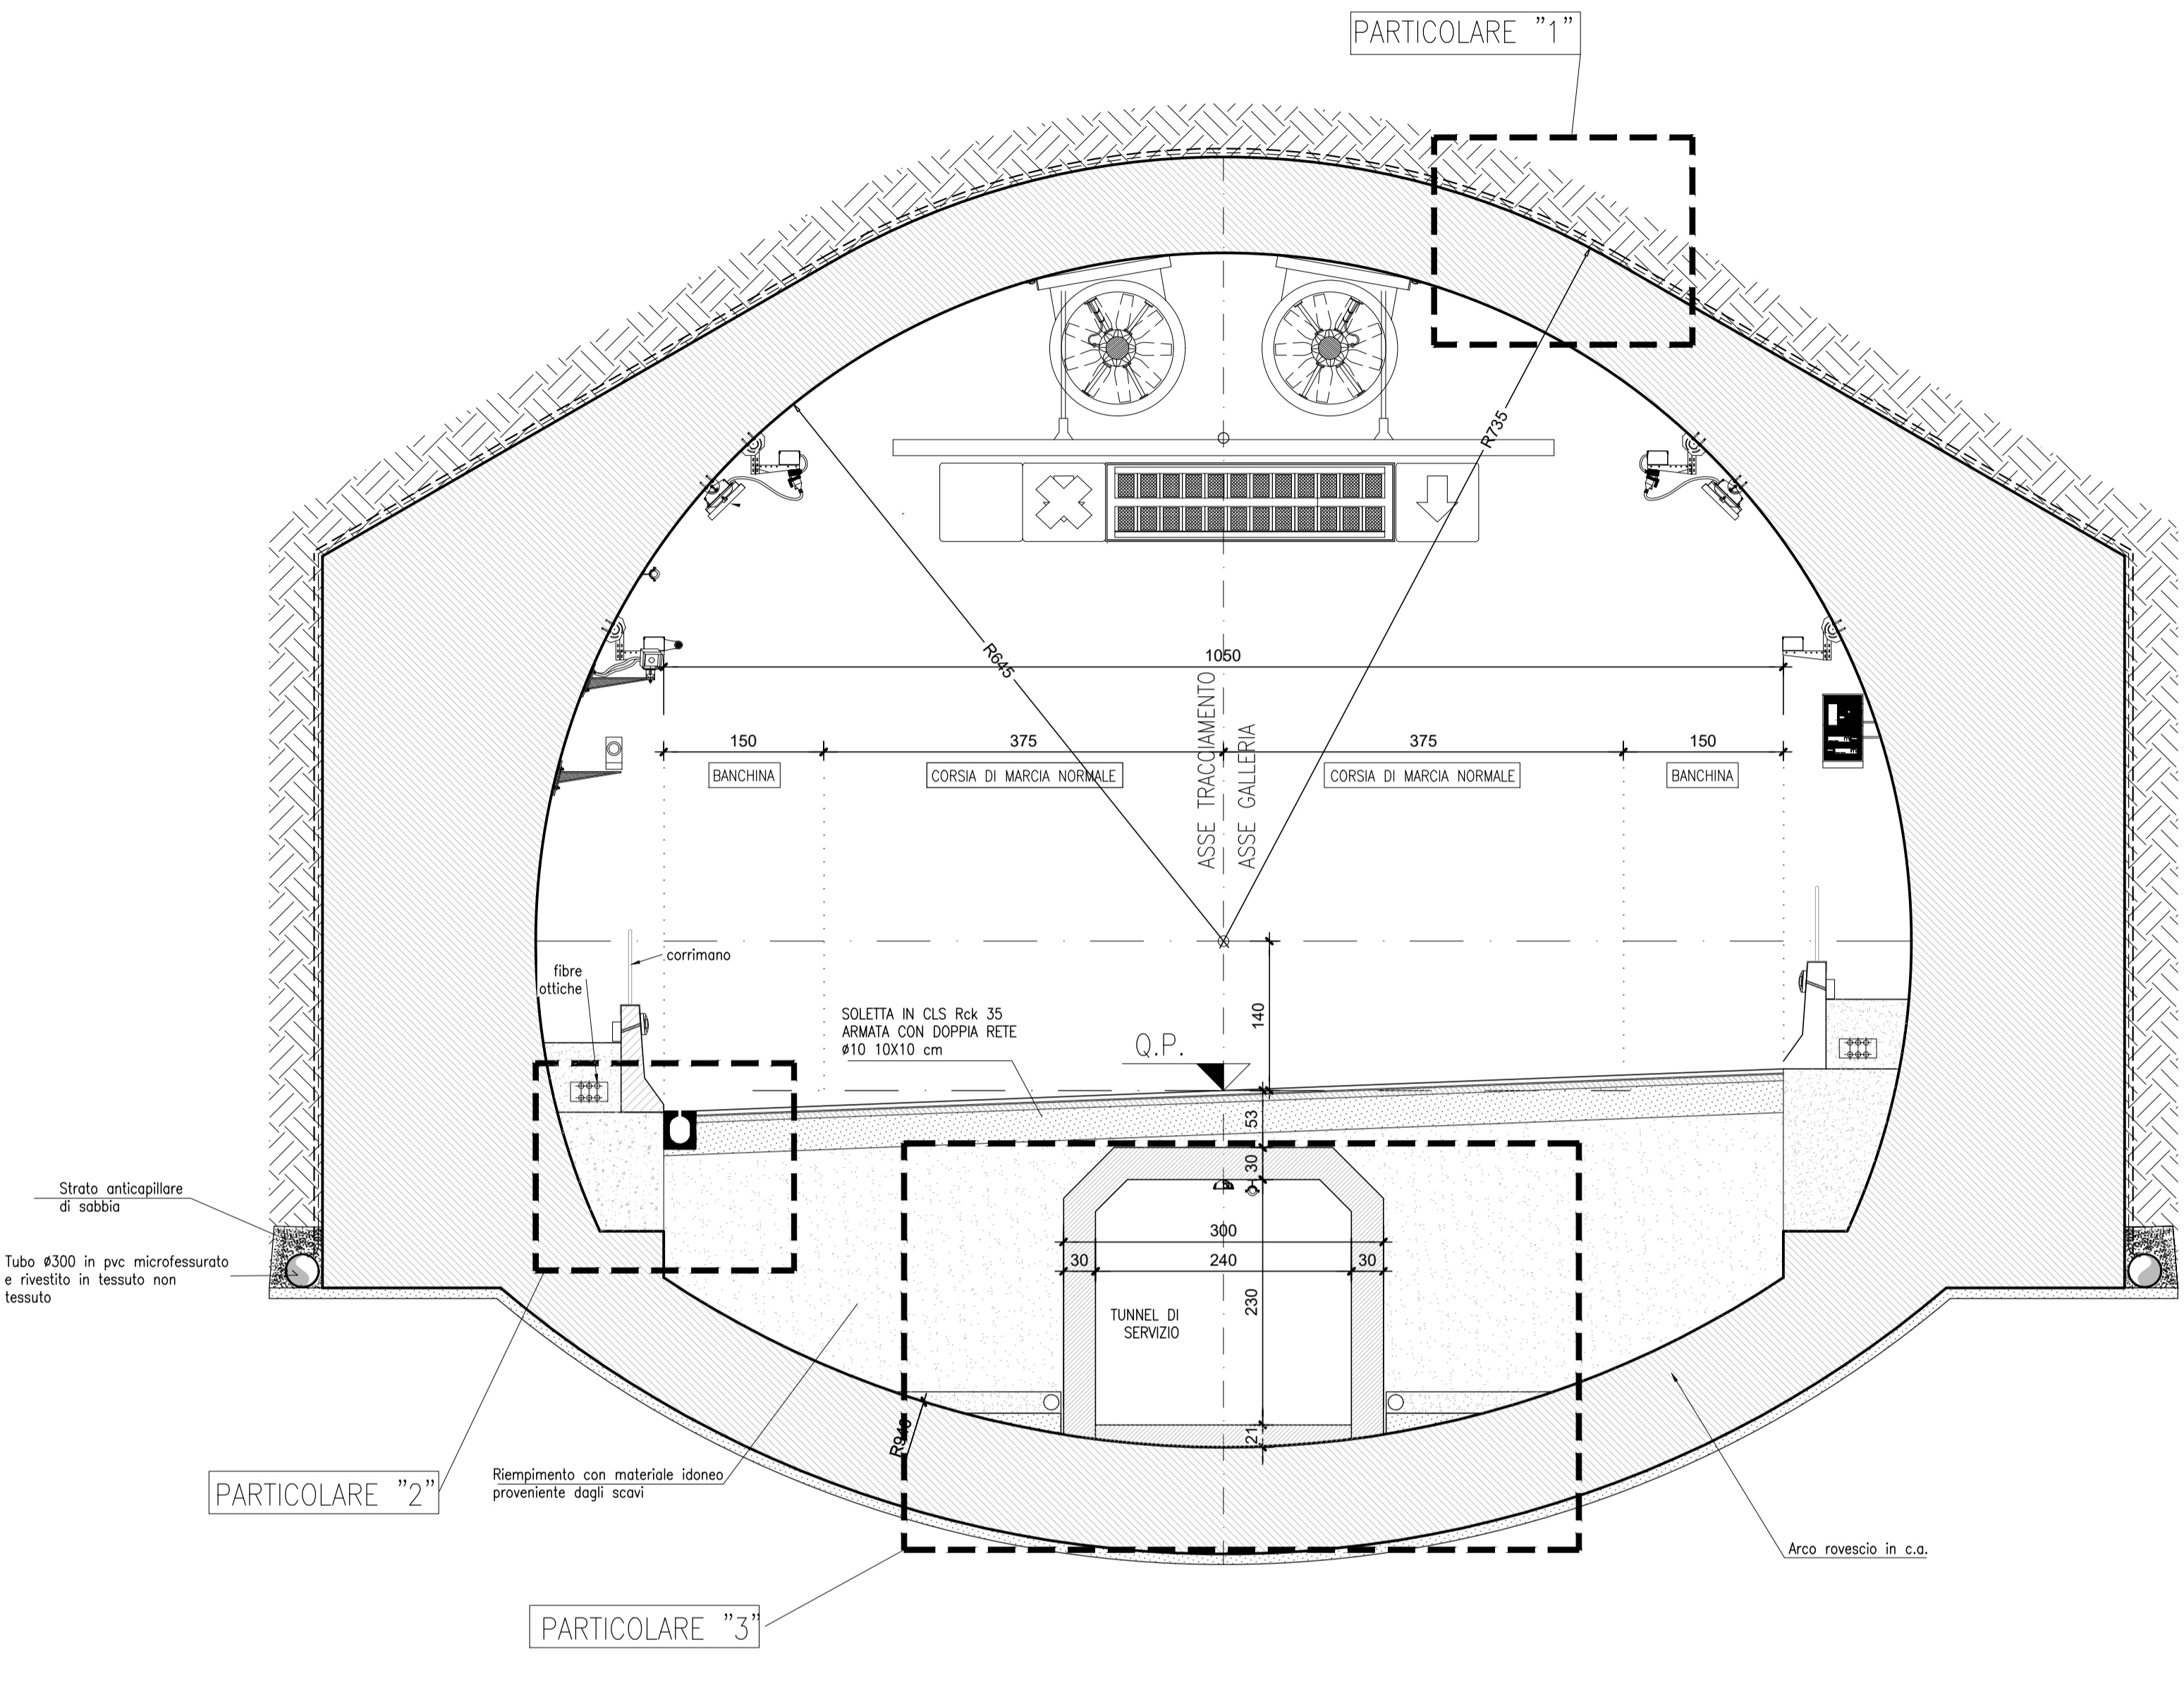 PARTICOLARE "1"
R735
R645
1050
150
375
375
150
BANCHINA
CORSIA DI MARCIA NORMALE
CORSIA DI MARCIA NORMALE
BANCHINA
ASSE TRACCIAMENTO
ASSE GALLERIA
corrimano
fibre
ottiche
SOLETTA IN CLS Rck 35
ARMATA CON DOPPIA RETE
ø10 10X10 cm
Q.P.
140
53
30
Strato anticapillare
di sabbia
Tubo ø300 in pvc microfessurato
e rivestito in tessuto non
tessuto
300
30
240
30
230
TUNNEL DI
SERVIZIO
21
PARTICOLARE "2"
Riempimento con materiale idoneo
proveniente dagli scavi
Arco rovescio in c.a.
PARTICOLARE "3"